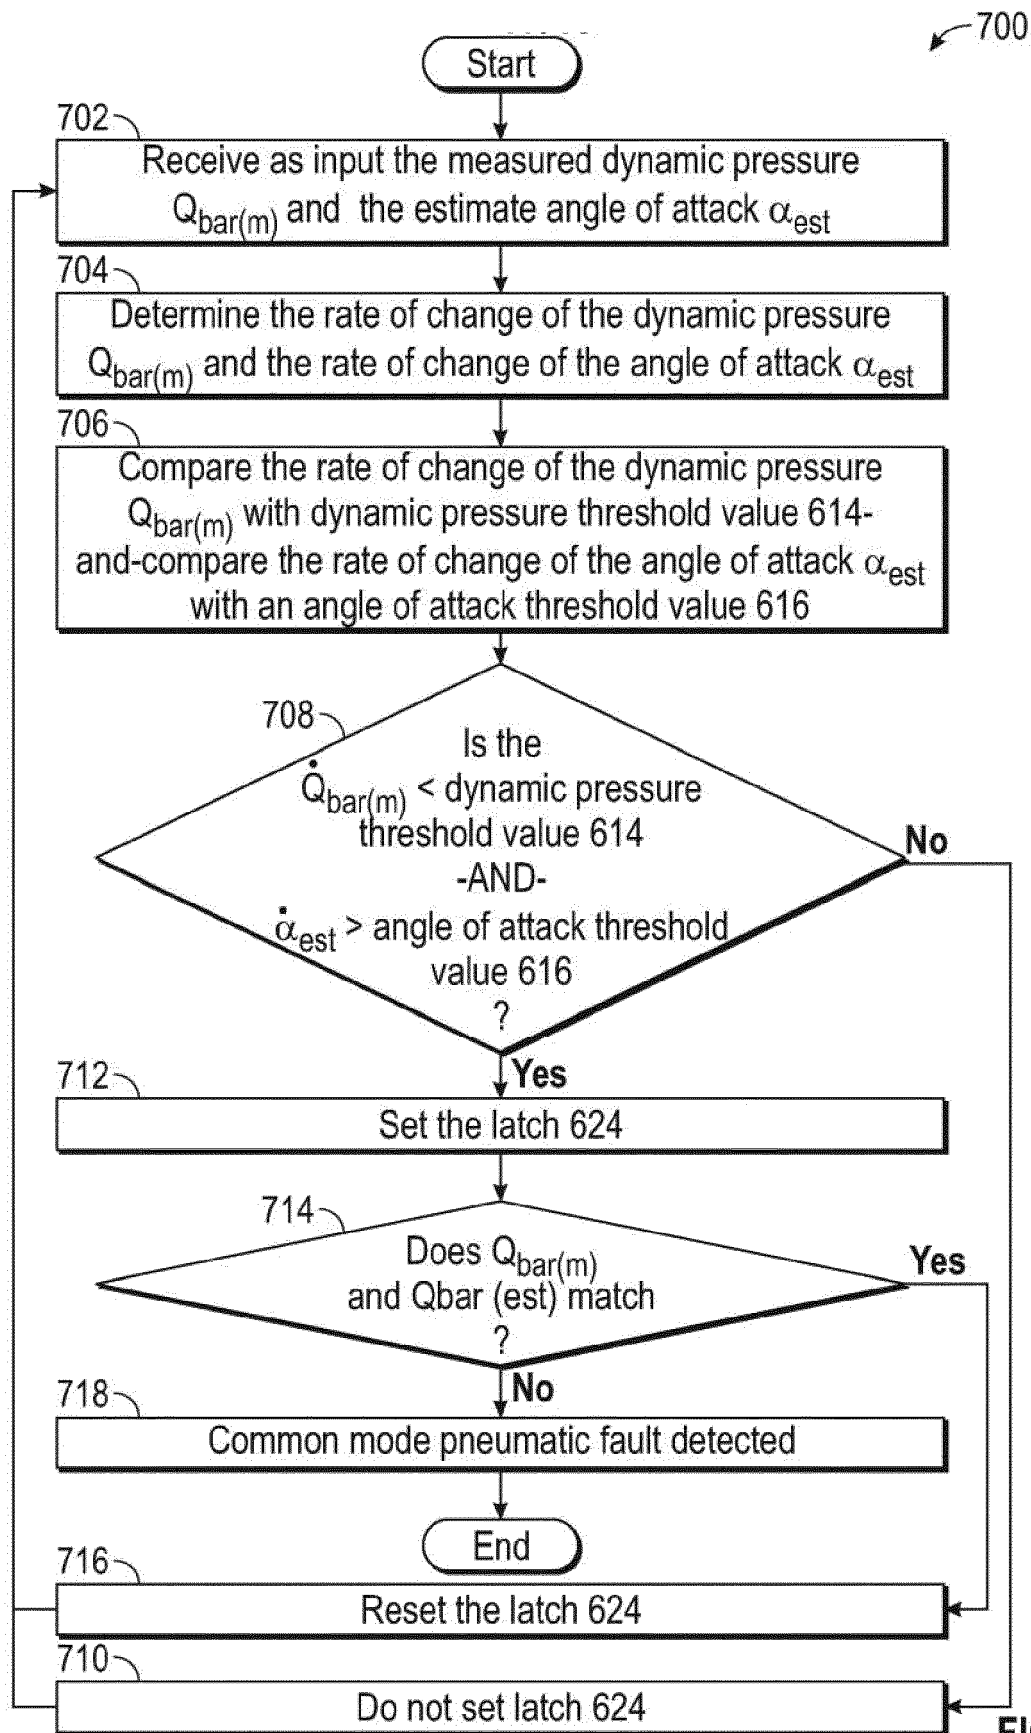 700
Start
702
Receive as input the measured dynamic pressure
Qbar(m) and the estimate angle of attack αest
704
Determine the rate of change of the dynamic pressure
Qbar(m) and the rate of change of the angle of attack αest
706
Compare the rate of change of the dynamic pressure
Qbar(m) with dynamic pressure threshold value 614-
and-compare the rate of change of the angle of attack αest
with an angle of attack threshold value 616
708
Is the
Q̇bar(m) < dynamic pressure
threshold value 614
-AND-
α̇est > angle of attack threshold
value 616
?
No
Yes
712
Set the latch 624
714
Does Qbar(m)
and Qbar (est) match
?
Yes
No
718
Common mode pneumatic fault detected
End
716
Reset the latch 624
710
Do not set latch 624